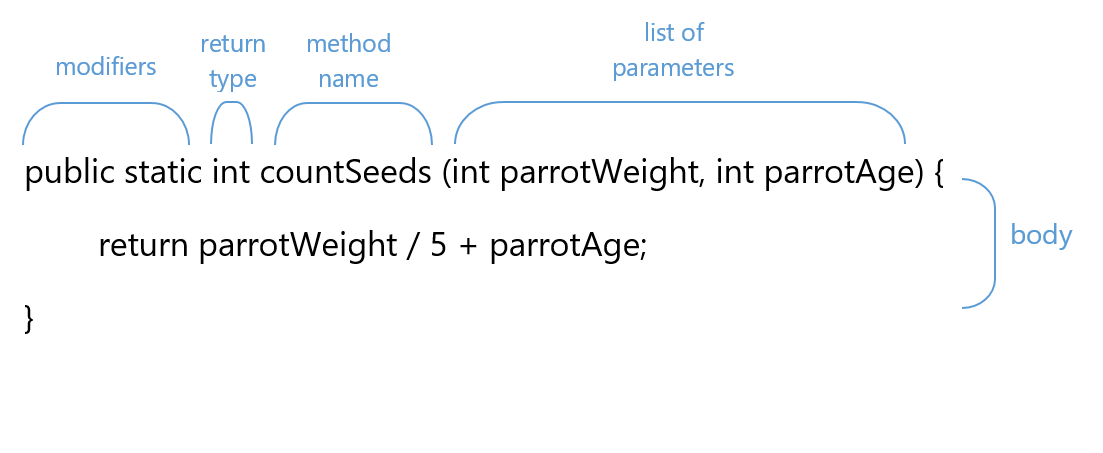 modifiers
return
type
method
name
list of
parameters
public static int countSeeds (int parrotWeight, int parrotAge) {
return parrotWeight / 5 + parrotAge;
}
body